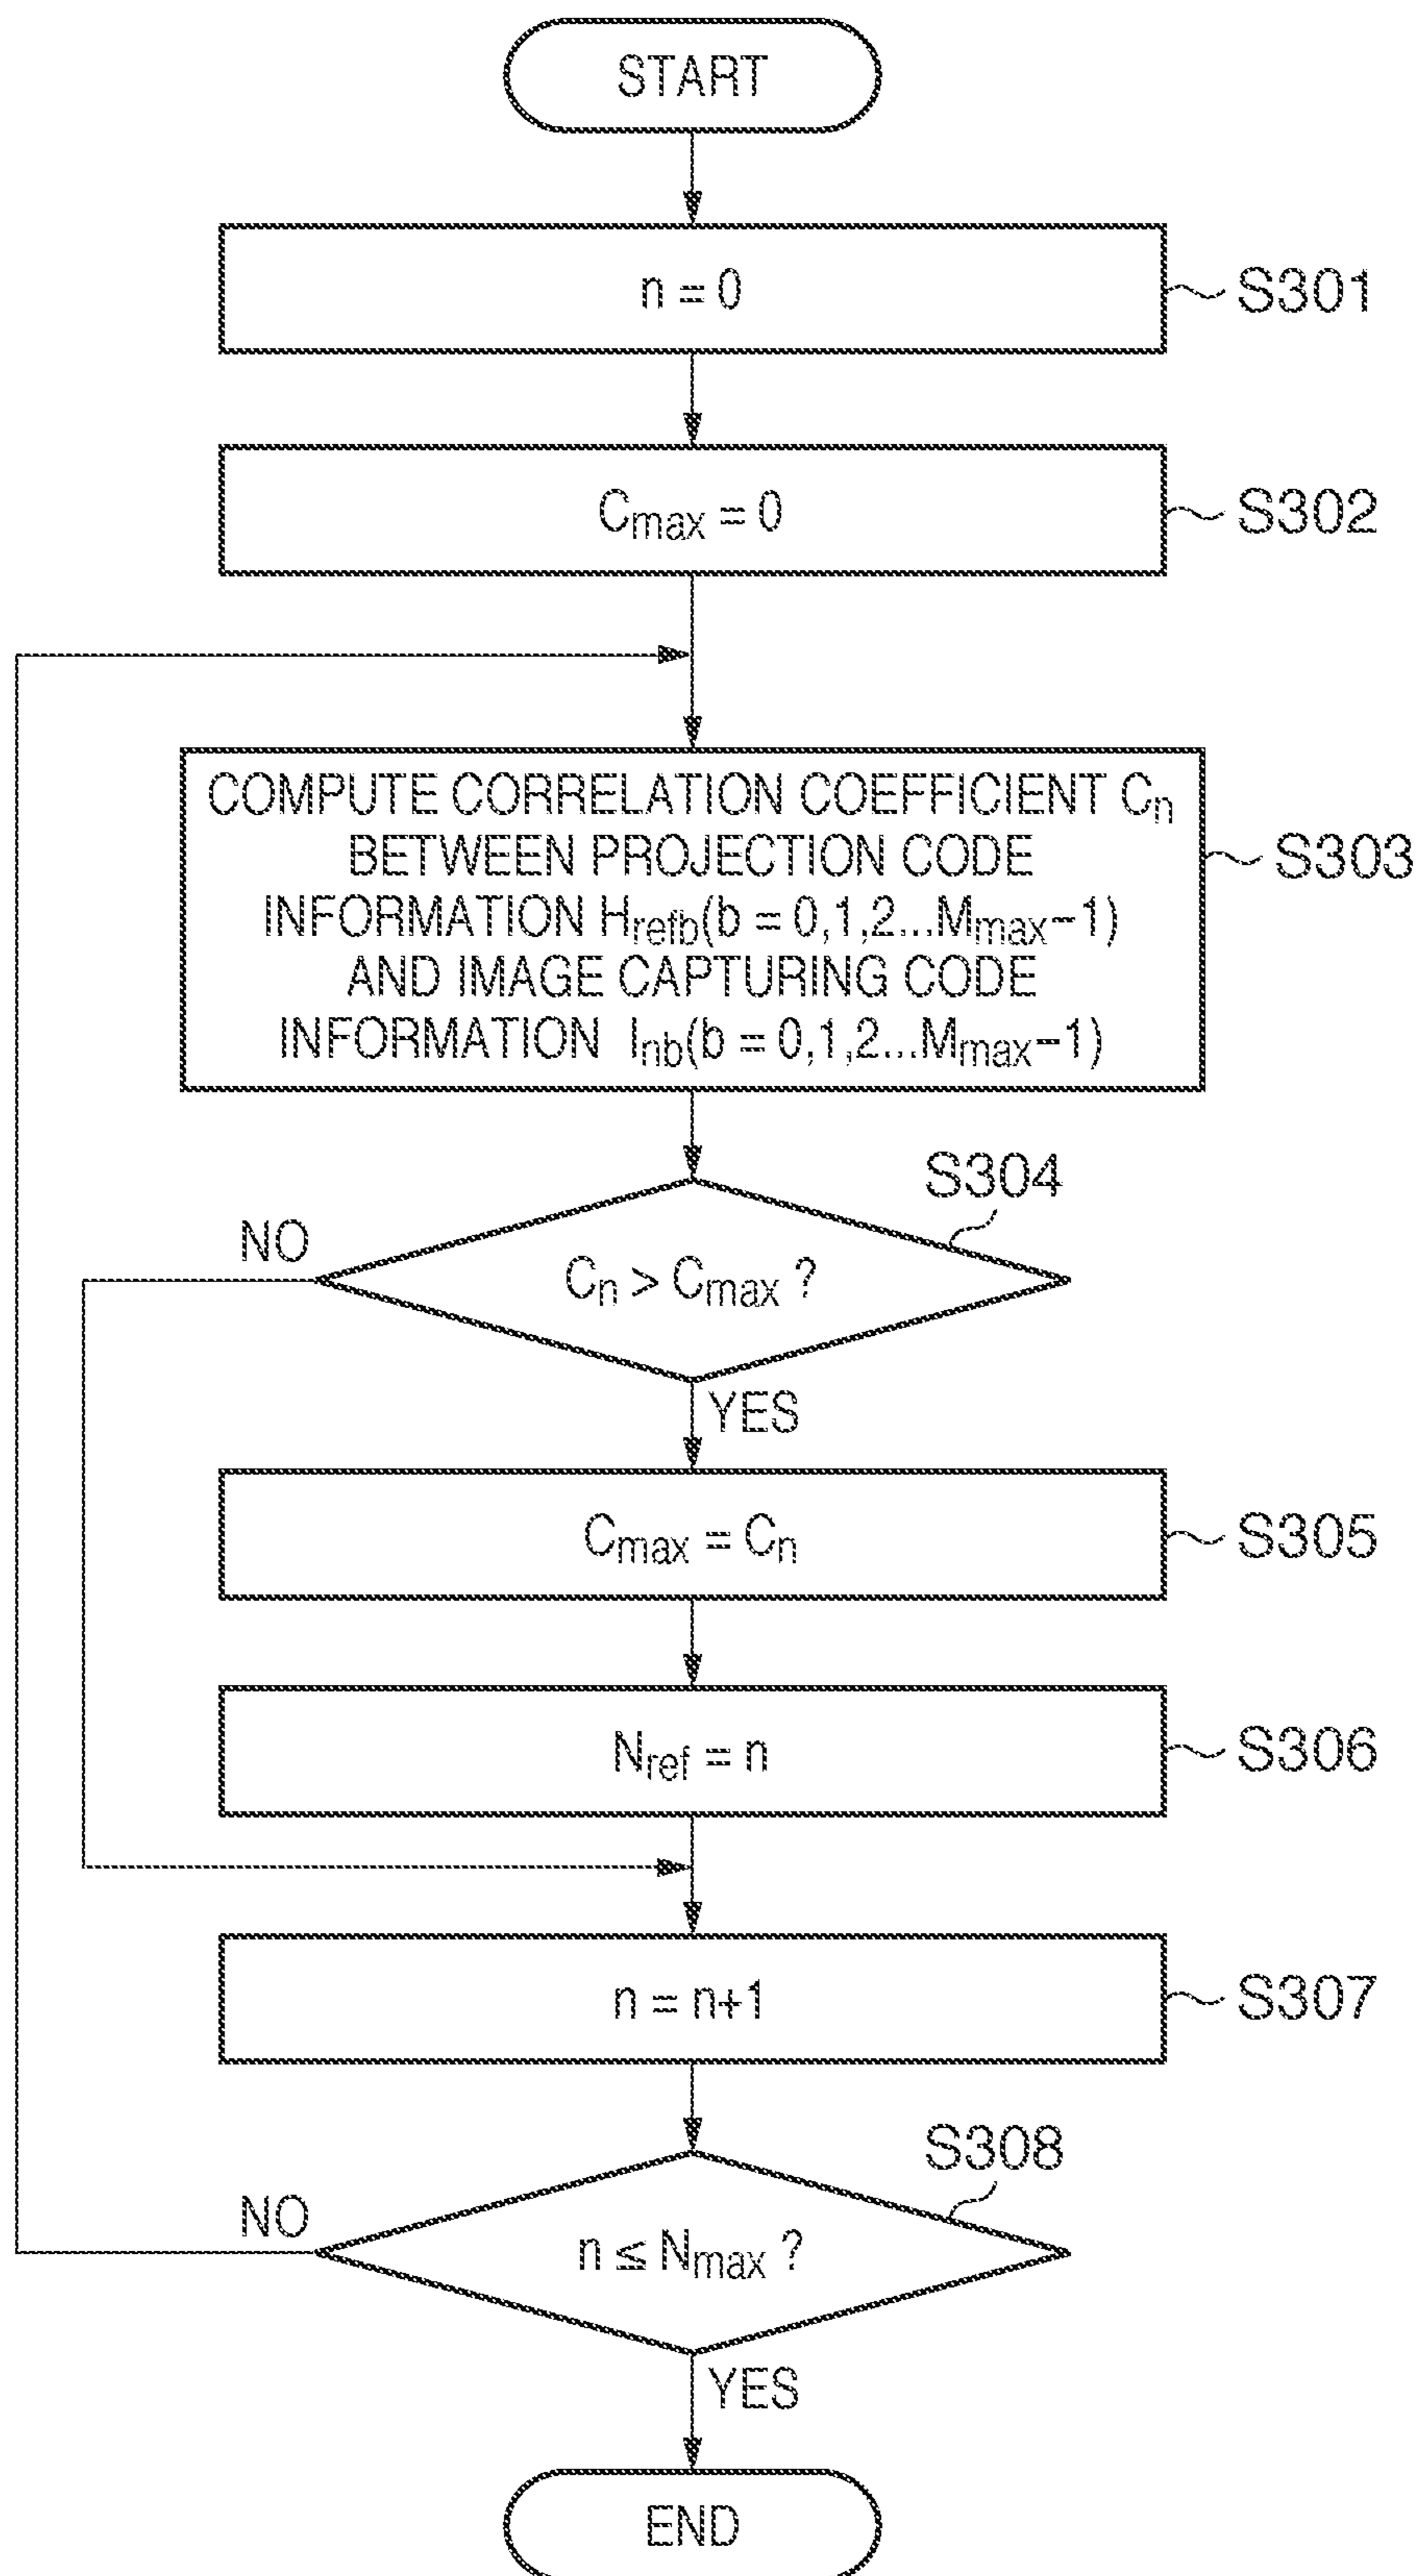 START
n = 0
S301
Cmax = 0
S302
COMPUTE CORRELATION COEFFICIENT Cn
BETWEEN PROJECTION CODE
INFORMATION Hrefb(b = 0,1,2...Mmax−1)
AND IMAGE CAPTURING CODE
INFORMATION Inb(b = 0,1,2...Mmax−1)
S303
S304
NO
Cn > Cmax ?
YES
Cmax = Cn
S305
Nref = n
S306
n = n+1
S307
S308
NO
n ≤ Nmax ?
YES
END